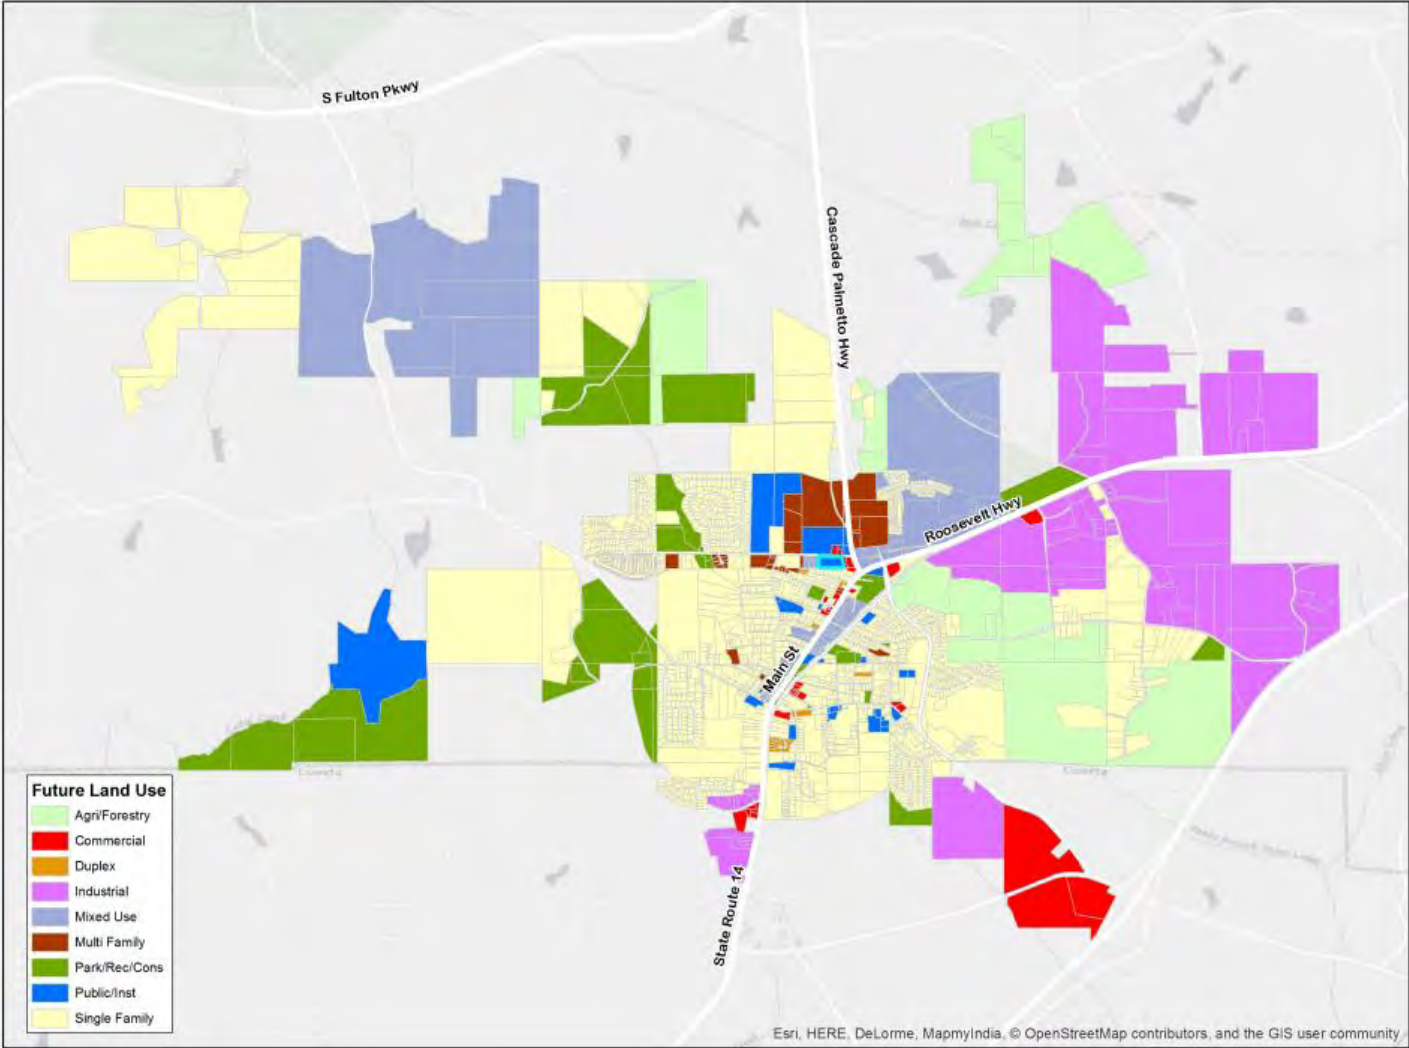 S Fulton Pkwy
Cascade Palmetto Hwy
Roosevelt Hwy
Main St
Coweta
Coweta
State Route 14
Future Land Use
Agri/Forestry
Commercial
Duplex
Industrial
Mixed Use
Multi Family
Park/Rec/Cons
Public/Inst
Single Family
Esri, HERE, DeLorme, MapmyIndia, © OpenStreetMap contributors, and the GIS user community